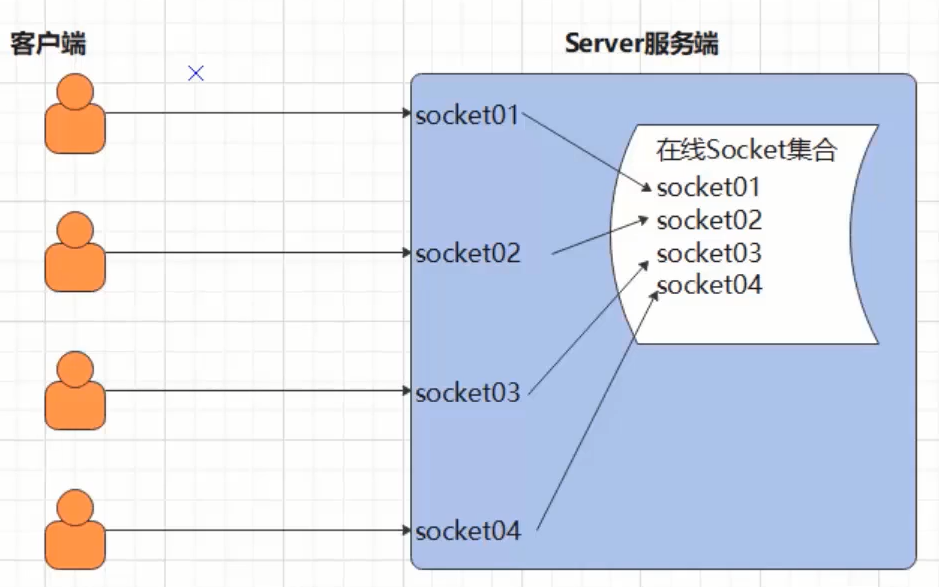 客户端
Server服务端
socket01
socket02
socket03
socket04
在线Socket集合
socket01
socket02
socket03
socket04